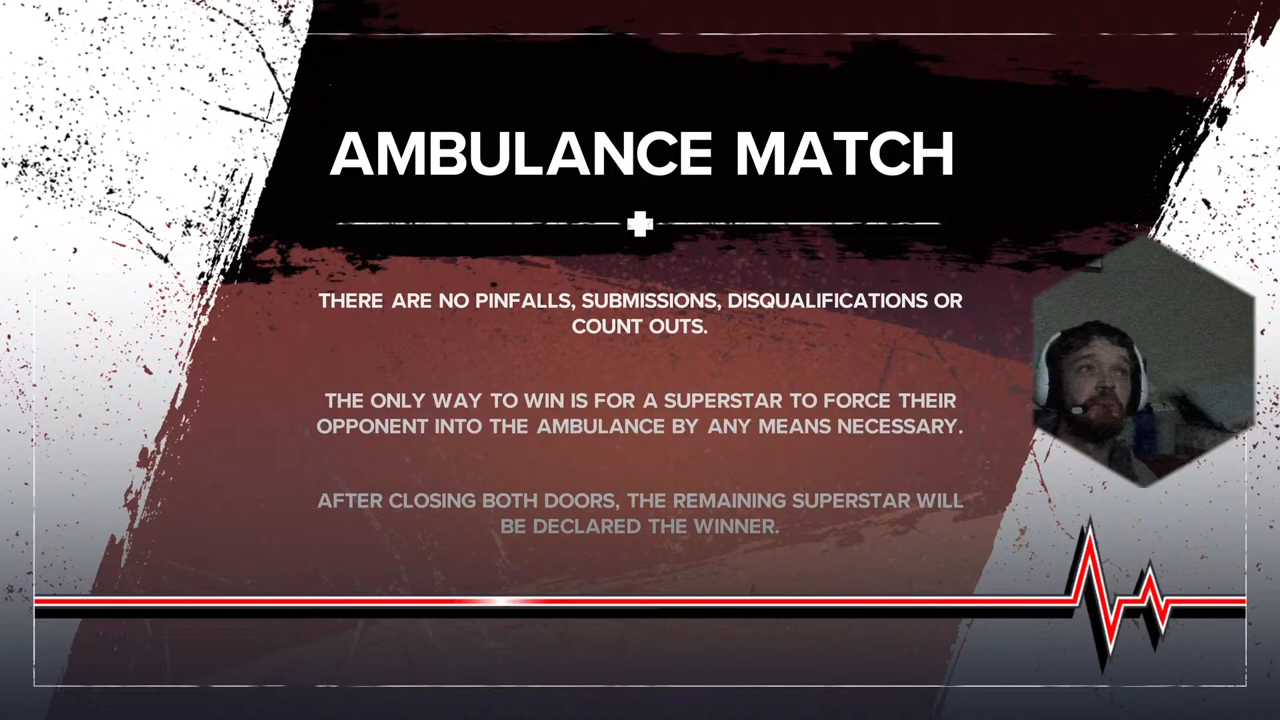 AMBULANCE MATCH
THERE ARE NO PINFALLS, SUBMISSIONS, DISQUALIFICATIONS OR
COUNT OUTS.
THE ONLY WAY TO WIN IS FOR A SUPERSTAR TO FORCE THEIR
OPPONENT INTO THE AMBULANCE BY ANY MEANS NECESSARY.
AFTER CLOSING BOTH DOORS, THE REMAINING SUPERSTAR WILL
BE DECLARED THE WINNER.